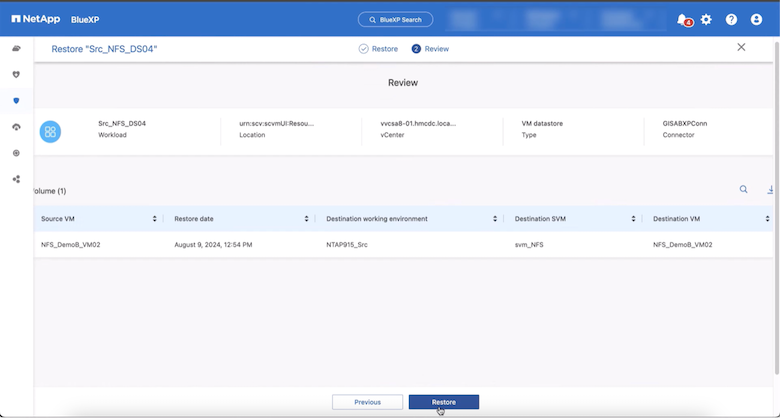 NetApp BlueXP BlueXP Search 4
Restore "Src_NFS_DS04" Restore 2 Review
Review
Src_NFS_DS04 urn:scv:scvmUI:Resou... vvcsa8-01.hmcdc.loca... VM datastore GISABXPConn
Workload Location vCenter Type Connector
olume (1)
Source VM Restore date Destination working environment Destination SVM Destination VM
NFS_DemoB_VM02 August 9, 2024, 12:54 PM NTAP915_Src svm_NFS NFS_DemoB_VM02
Previous Restore